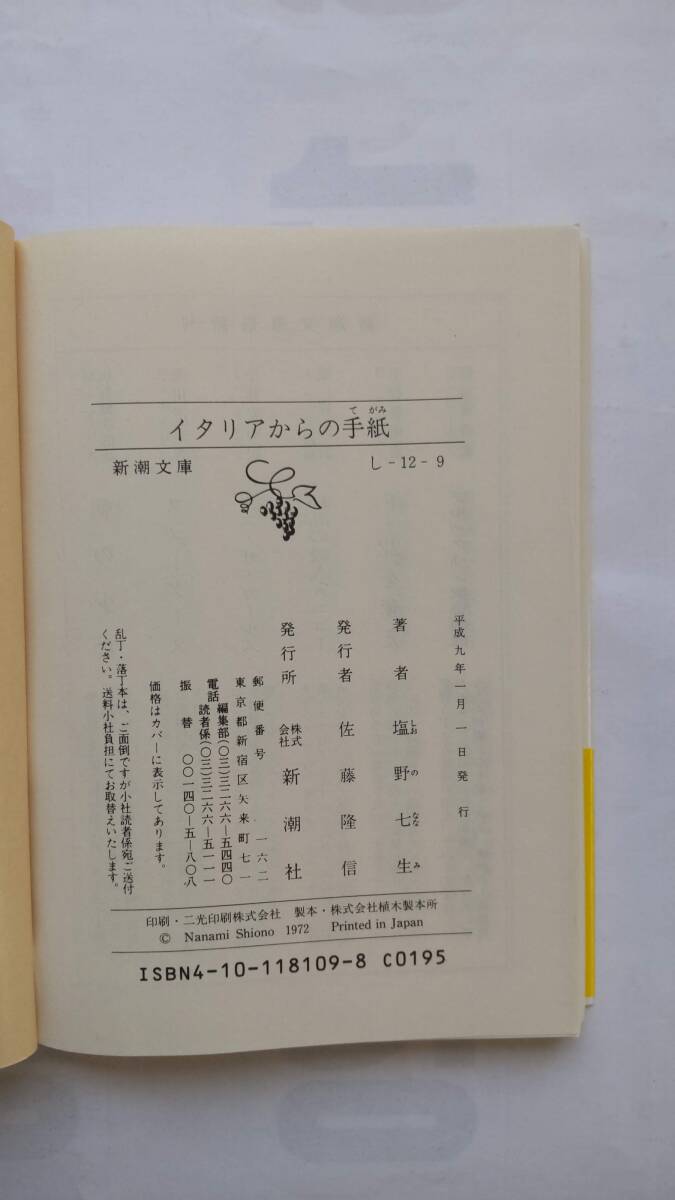 イタリアからの手紙
てがみ
新潮文庫
し-12-9
平成九年一月一日発行
著者 塩野七生
しおのななみ
発行者 佐藤隆信
発行所 株式会社 新潮社
郵便番号 一六二
東京都新宿区矢来町七一
電話 編集部(〇三)三二六六-五四四〇
読者係(〇三)三二六六-五一一一
振替 〇〇一四〇-五-八〇八
価格はカバーに表示してあります。
乱丁・落丁本は、ご面倒ですが小社読者係宛ご送付
ください。送料小社負担にてお取替えいたします。
印刷・二光印刷株式会社 製本・株式会社植木製本所
© Nanami Shiono 1972 Printed in Japan
ISBN4-10-118109-8 C0195